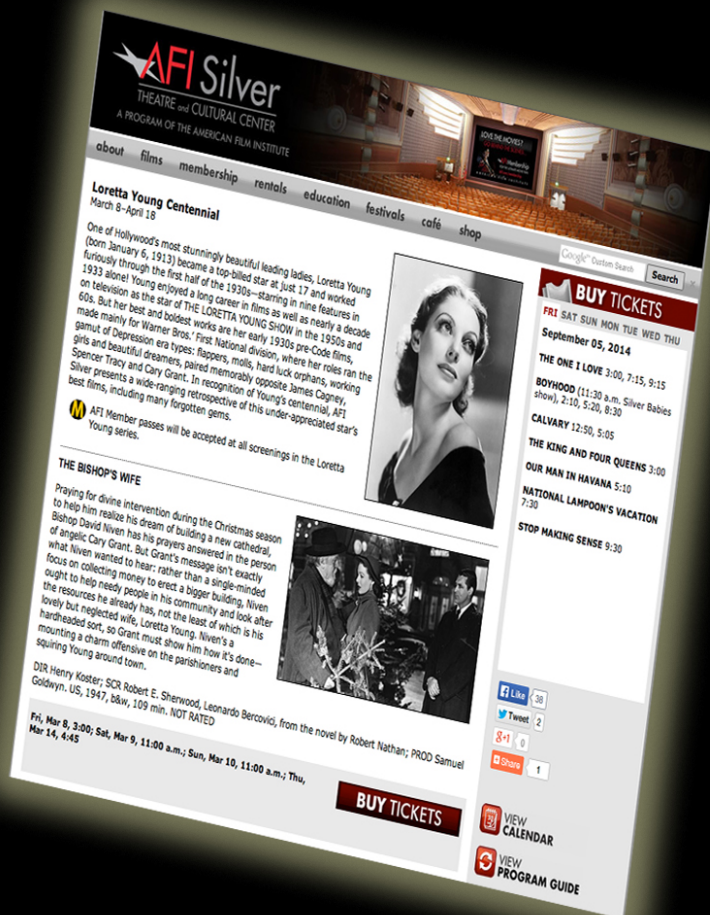 AFI Silver
THEATRE and CULTURAL CENTER
A PROGRAM OF THE AMERICAN FILM INSTITUTE
LOVE THE MOVIES?
about films membership rentals education festivals café shop
Google™ Custom Search
Search
Loretta Young Centennial
March 8–April 18
One of Hollywood's most stunningly beautiful leading ladies, Loretta Young
(born January 6, 1913) became a top-billed star at just 17 and worked
furiously through the first half of the 1930s—starring in nine features in
1933 alone! Young enjoyed a long career in films as well as nearly a decade
on television as the star of THE LORETTA YOUNG SHOW in the 1950s and
60s. But her best and boldest works are her early 1930s pre-Code films,
made mainly for Warner Bros.' First National division, where her roles ran the
gamut of Depression era types: flappers, molls, hard luck orphans, working
girls and beautiful dreamers, paired memorably opposite James Cagney,
Spencer Tracy and Cary Grant. In recognition of Young's centennial, AFI
Silver presents a wide-ranging retrospective of this under-appreciated star's
best films, including many forgotten gems.
M
AFI Member passes will be accepted at all screenings in the Loretta
Young series.
THE BISHOP'S WIFE
Praying for divine intervention during the Christmas season
to help him realize his dream of building a new cathedral,
Bishop David Niven has his prayers answered in the person
of angelic Cary Grant. But Grant's message isn't exactly
what Niven wanted to hear: rather than a single-minded
focus on collecting money to erect a bigger building, Niven
ought to help needy people in his community and look after
the resources he already has, not the least of which is his
lovely but neglected wife, Loretta Young. Niven's a
hardheaded sort, so Grant must show him how it's done—
mounting a charm offensive on the parishioners and
squiring Young around town.
DIR Henry Koster; SCR Robert E. Sherwood, Leonardo Bercovici, from the novel by Robert Nathan; PROD Samuel
Goldwyn. US, 1947, b&w, 109 min. NOT RATED
Fri, Mar 8, 3:00; Sat, Mar 9, 11:00 a.m.; Sun, Mar 10, 11:00 a.m.; Thu,
Mar 14, 4:45
BUY TICKETS
BUY TICKETS
FRI SAT SUN MON TUE WED THU
September 05, 2014
THE ONE I LOVE 3:00, 7:15, 9:15
BOYHOOD (11:30 a.m. Silver Babies
show), 2:10, 5:20, 8:30
CALVARY 12:50, 5:05
THE KING AND FOUR QUEENS 3:00
OUR MAN IN HAVANA 5:10
NATIONAL LAMPOON'S VACATION
7:30
STOP MAKING SENSE 9:30
Like 38
Tweet 2
g+1 0
Share 1
VIEW
CALENDAR
VIEW
PROGRAM GUIDE